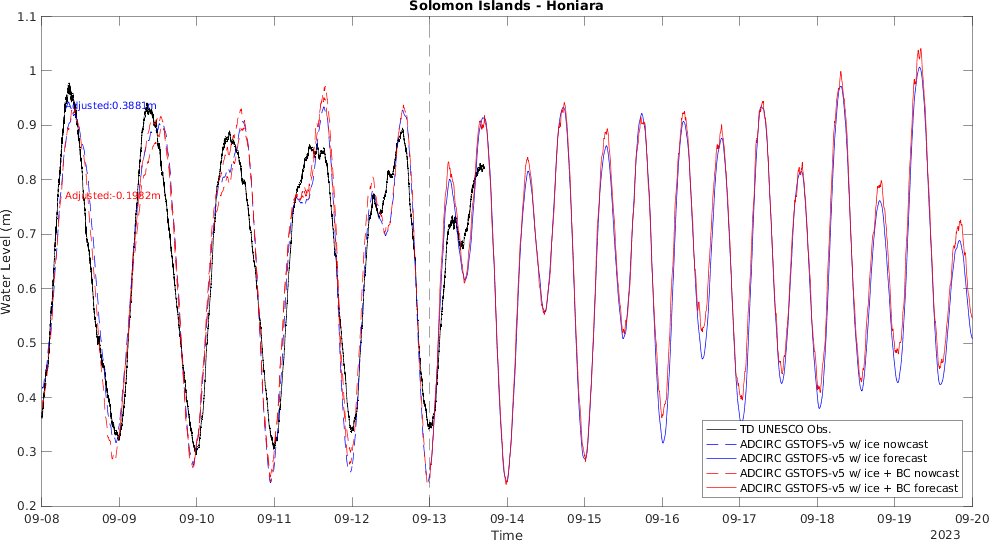 Solomon Islands - Honiara
1.1
1
0.9
0.8
0.7
0.6
0.5
0.4
0.3
0.2
Water Level (m)
Adjusted:0.3881m
Adjusted:-0.1982m
TD UNESCO Obs.
ADCIRC GSTOFS-v5 w/ ice nowcast
ADCIRC GSTOFS-v5 w/ ice forecast
ADCIRC GSTOFS-v5 w/ ice + BC nowcast
ADCIRC GSTOFS-v5 w/ ice + BC forecast
09-08 09-09 09-10 09-11 09-12 09-13 09-14 09-15 09-16 09-17 09-18 09-19 09-20
Time
2023